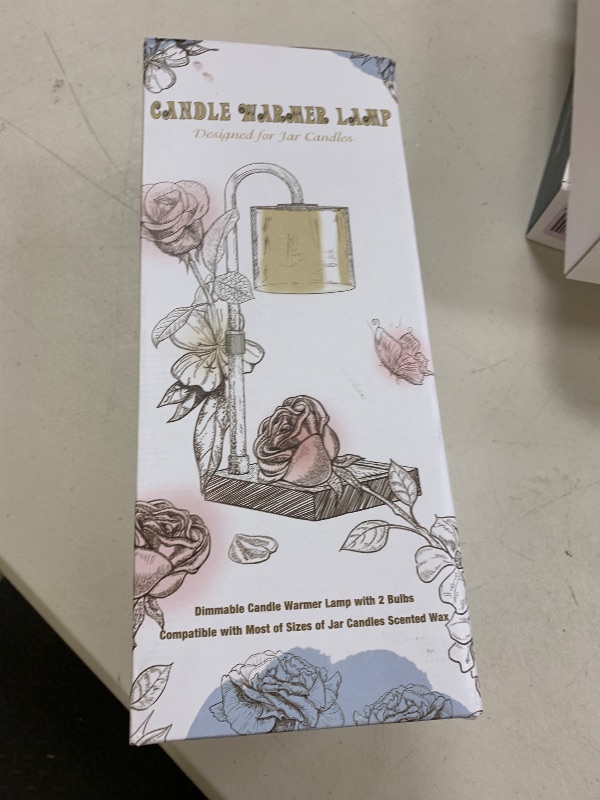 CANDLE WARMER LAMP
Designed for Jar Candles
Dimmable Candle Warmer Lamp with 2 Bulbs
Compatible with Most of Sizes of Jar Candles Scented Wax